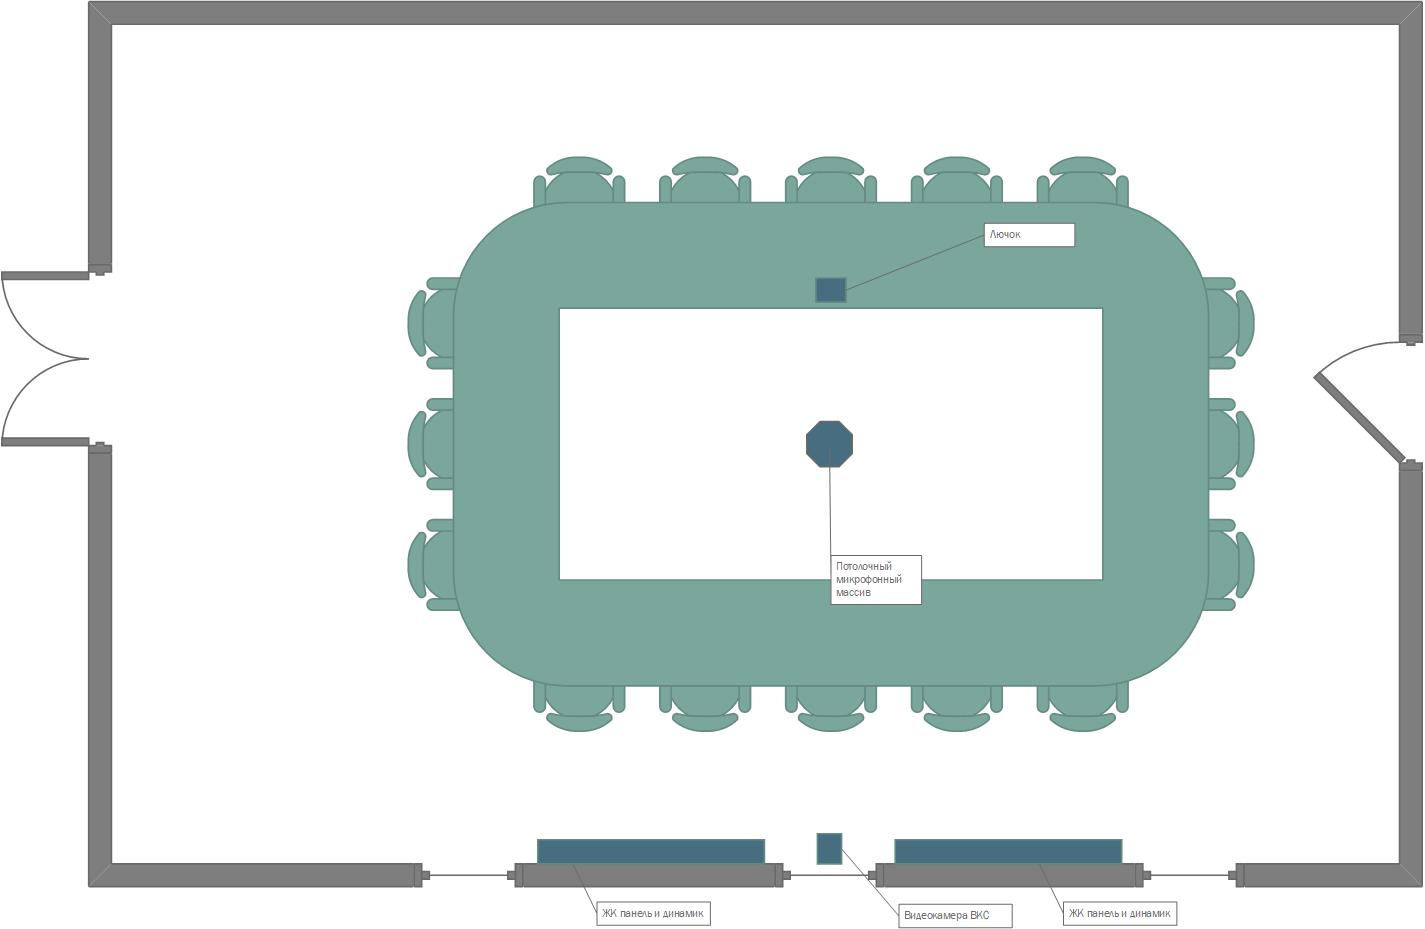 Лючок
Потолочный
микрофонный
массив
ЖК панель и динамик
Видеокамера ВКС
ЖК панель и динамик